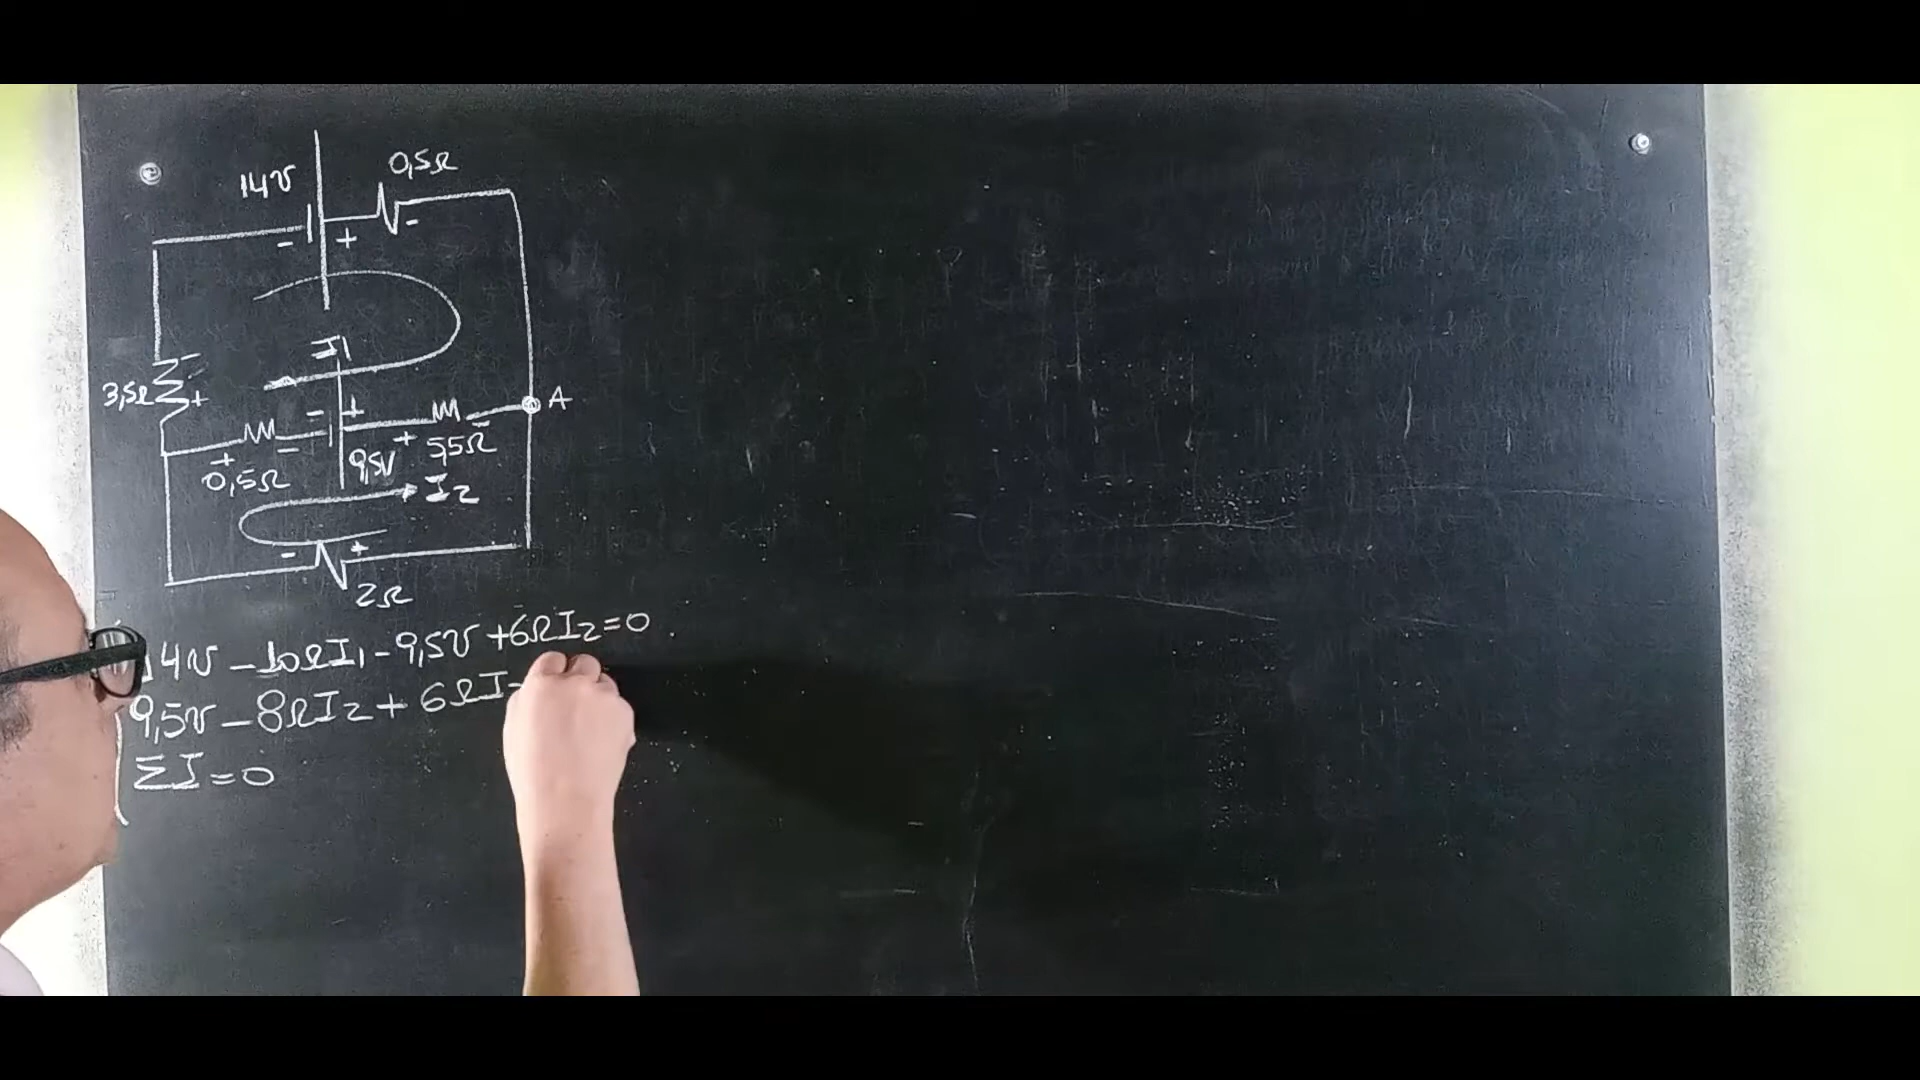 0,5Ω
14V
- + -
I1
-
3,5Ω +
- + A
+ - 9,5V + 5,5Ω -
0,5Ω
I2
- +
2Ω
14V - 10ΩI1 - 9,5V + 6ΩI2 = 0
9,5V - 8ΩI2 + 6ΩI
ΣI = 0